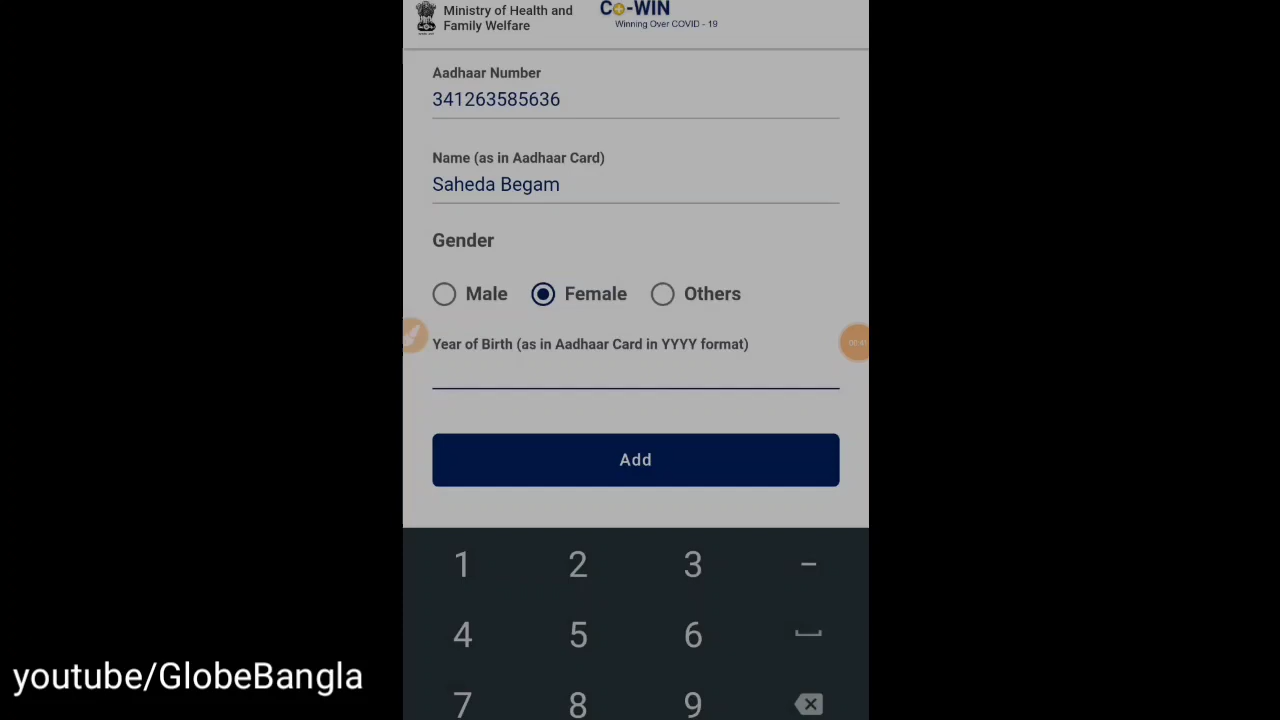 Ministry of Health and
Family Welfare
Co-WIN
Winning Over COVID - 19
Aadhaar Number
341263585636
Name (as in Aadhaar Card)
Saheda Begam
Gender
Male Female Others
Year of Birth (as in Aadhaar Card in YYYY format)
Add
1 2 3 –
4 5 6
7 8 9
youtube/GlobeBangla